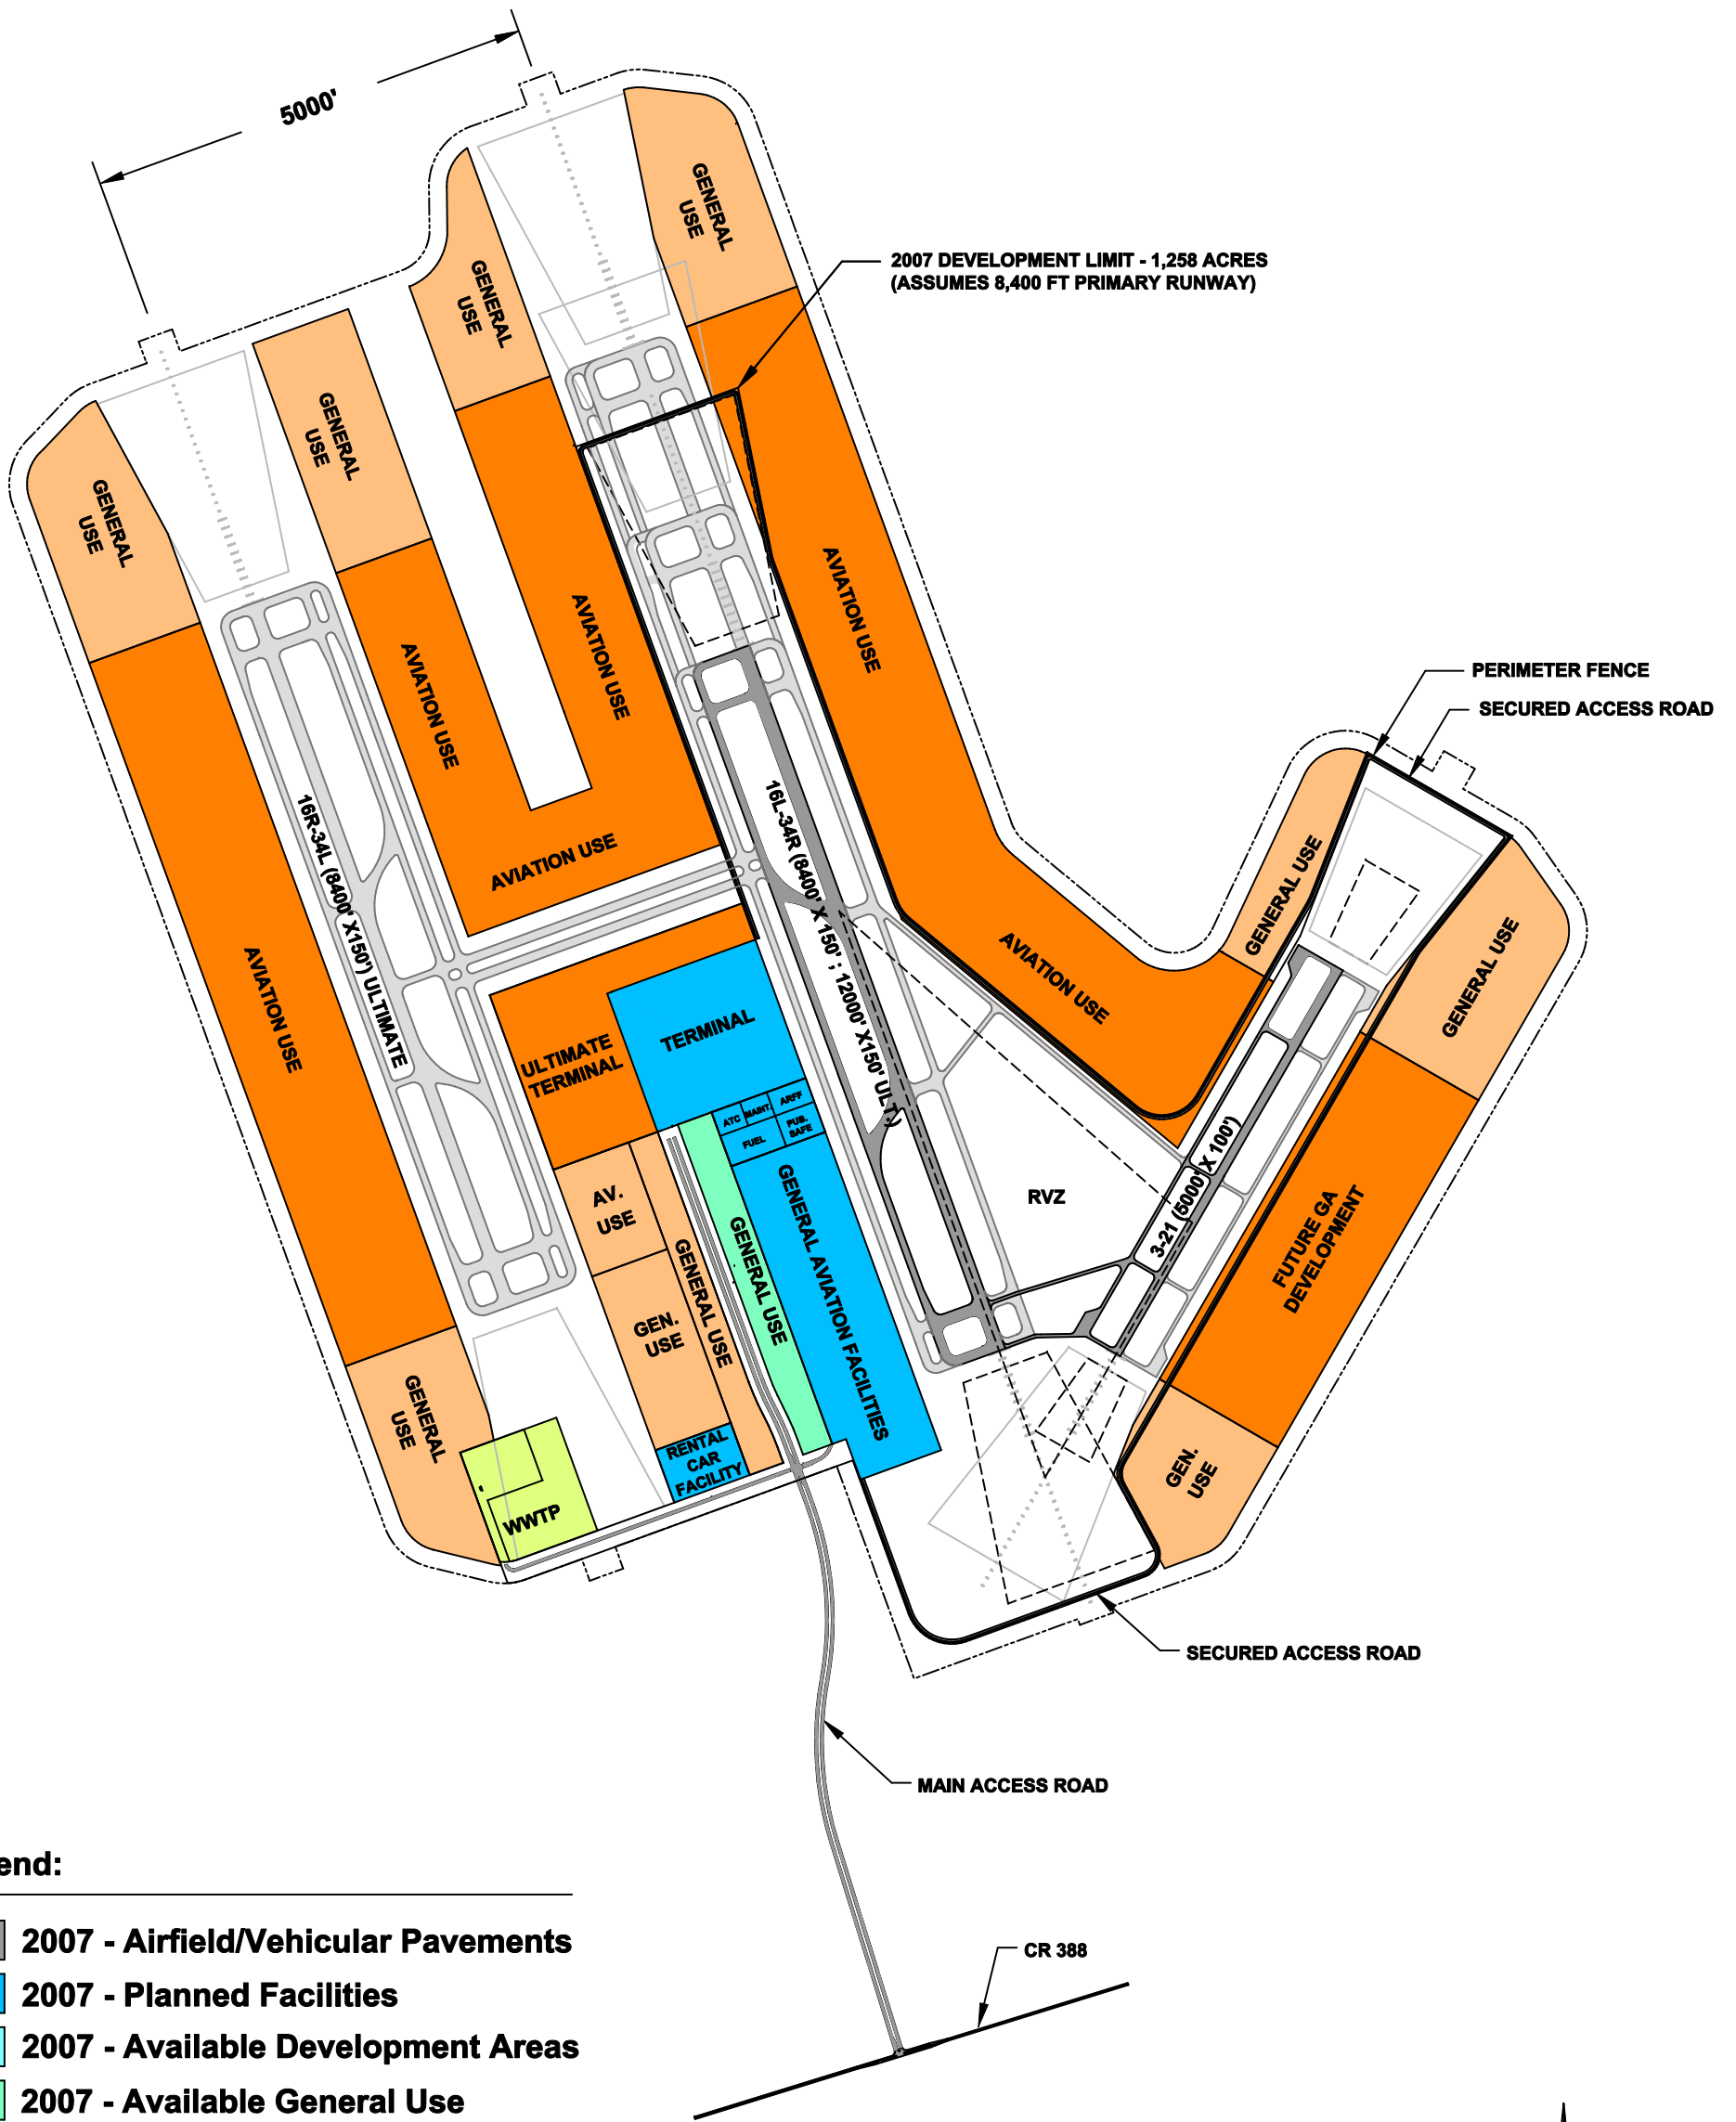 5000'
GENERAL
USE
GENERAL
USE
2007 DEVELOPMENT LIMIT - 1,258 ACRES
(ASSUMES 8,400 FT PRIMARY RUNWAY)
GENERAL
USE
GENERAL
USE
AVIATION USE
AVIATION USE
AVIATION USE
PERIMETER FENCE
SECURED ACCESS ROAD
16R-34L (8400' X150') ULTIMATE
16L-34R (8400' X 150' ; 12000' X150' ULT.)
AVIATION USE
GENERAL USE
GENERAL USE
AVIATION USE
AVIATION USE
TERMINAL
ULTIMATE
TERMINAL
ATC
MAINT.
ARFF
FUEL
PUB.
SAFE
3-21 (5000' X 100')
RVZ
AV.
USE
GENERAL USE
GENERAL USE
GENERAL AVIATION FACILITIES
FUTURE GA
DEVELOPMENT
GEN.
USE
GENERAL
USE
RENTAL
CAR
FACILITY
GEN.
USE
WWTP
SECURED ACCESS ROAD
MAIN ACCESS ROAD
CR 388
end:
2007 - Airfield/Vehicular Pavements
2007 - Planned Facilities
2007 - Available Development Areas
2007 - Available General Use